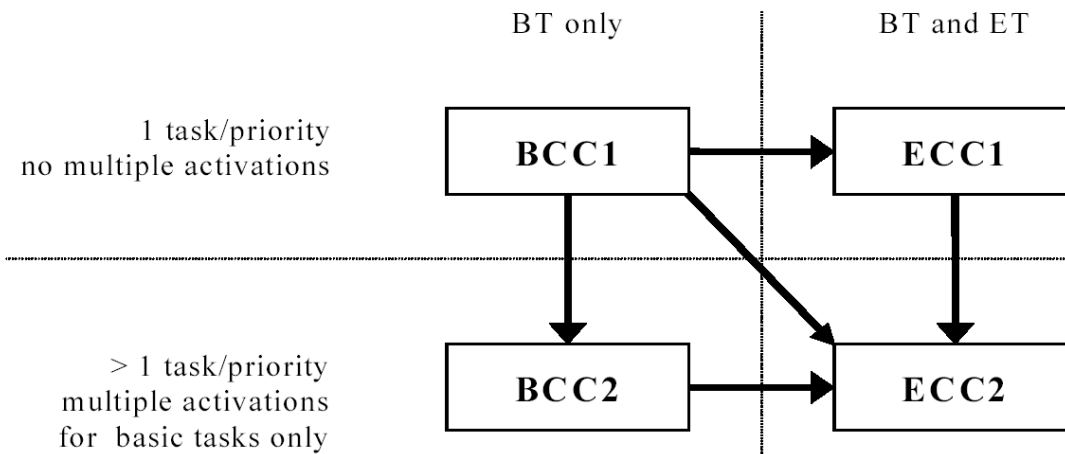 BT only
BT and ET
1 task/priority
no multiple activations
BCC1
ECC1
> 1 task/priority
multiple activations
for basic tasks only
BCC2
ECC2